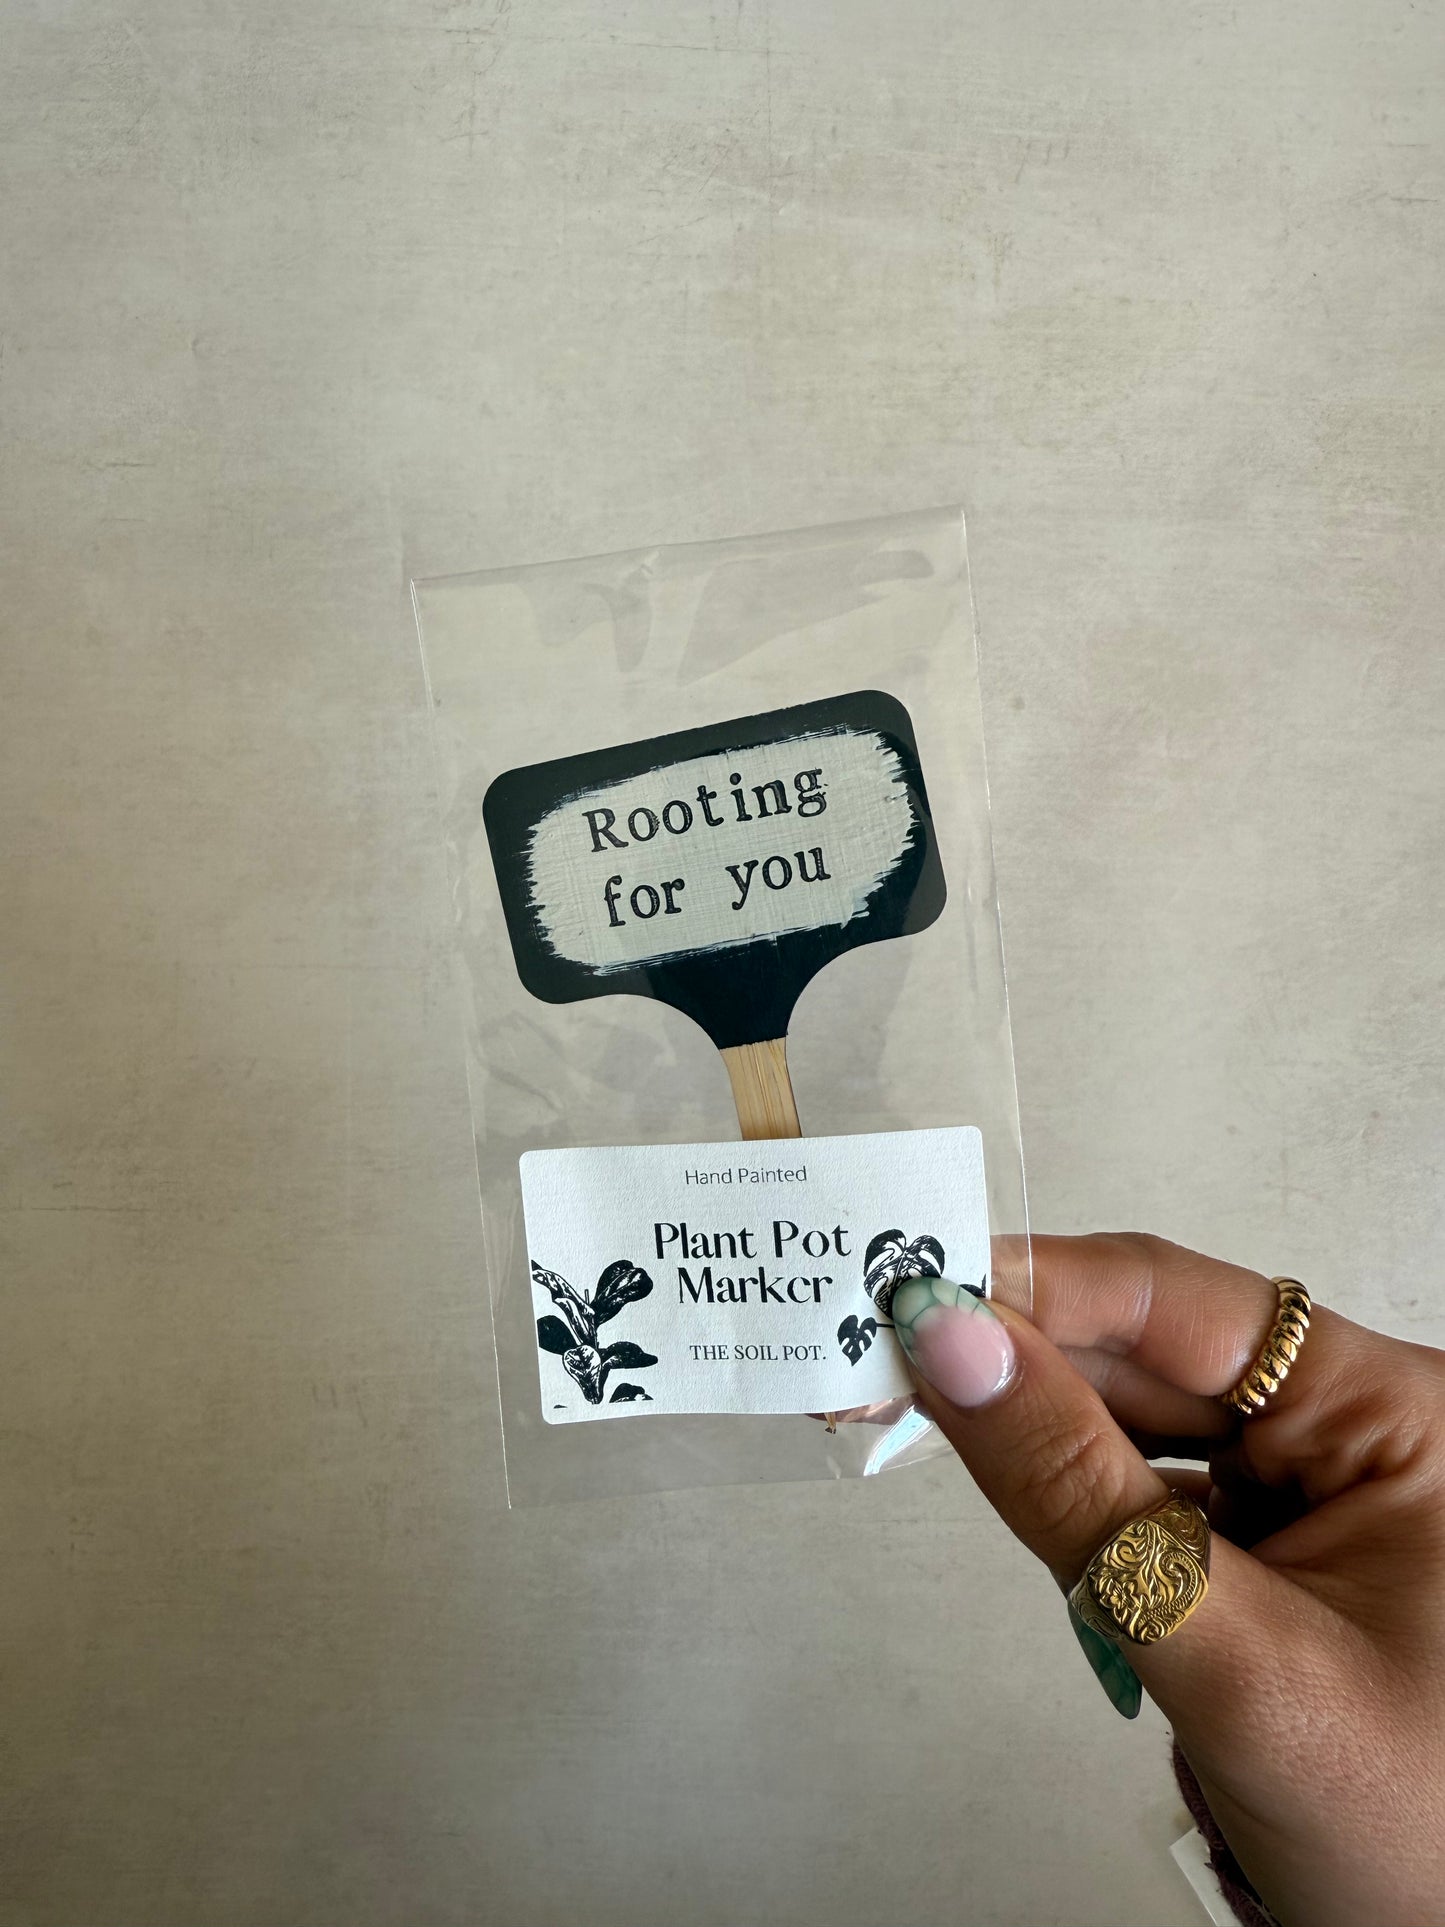 Rooting
for you
Hand Painted
Plant Pot
Marker
THE SOIL POT.